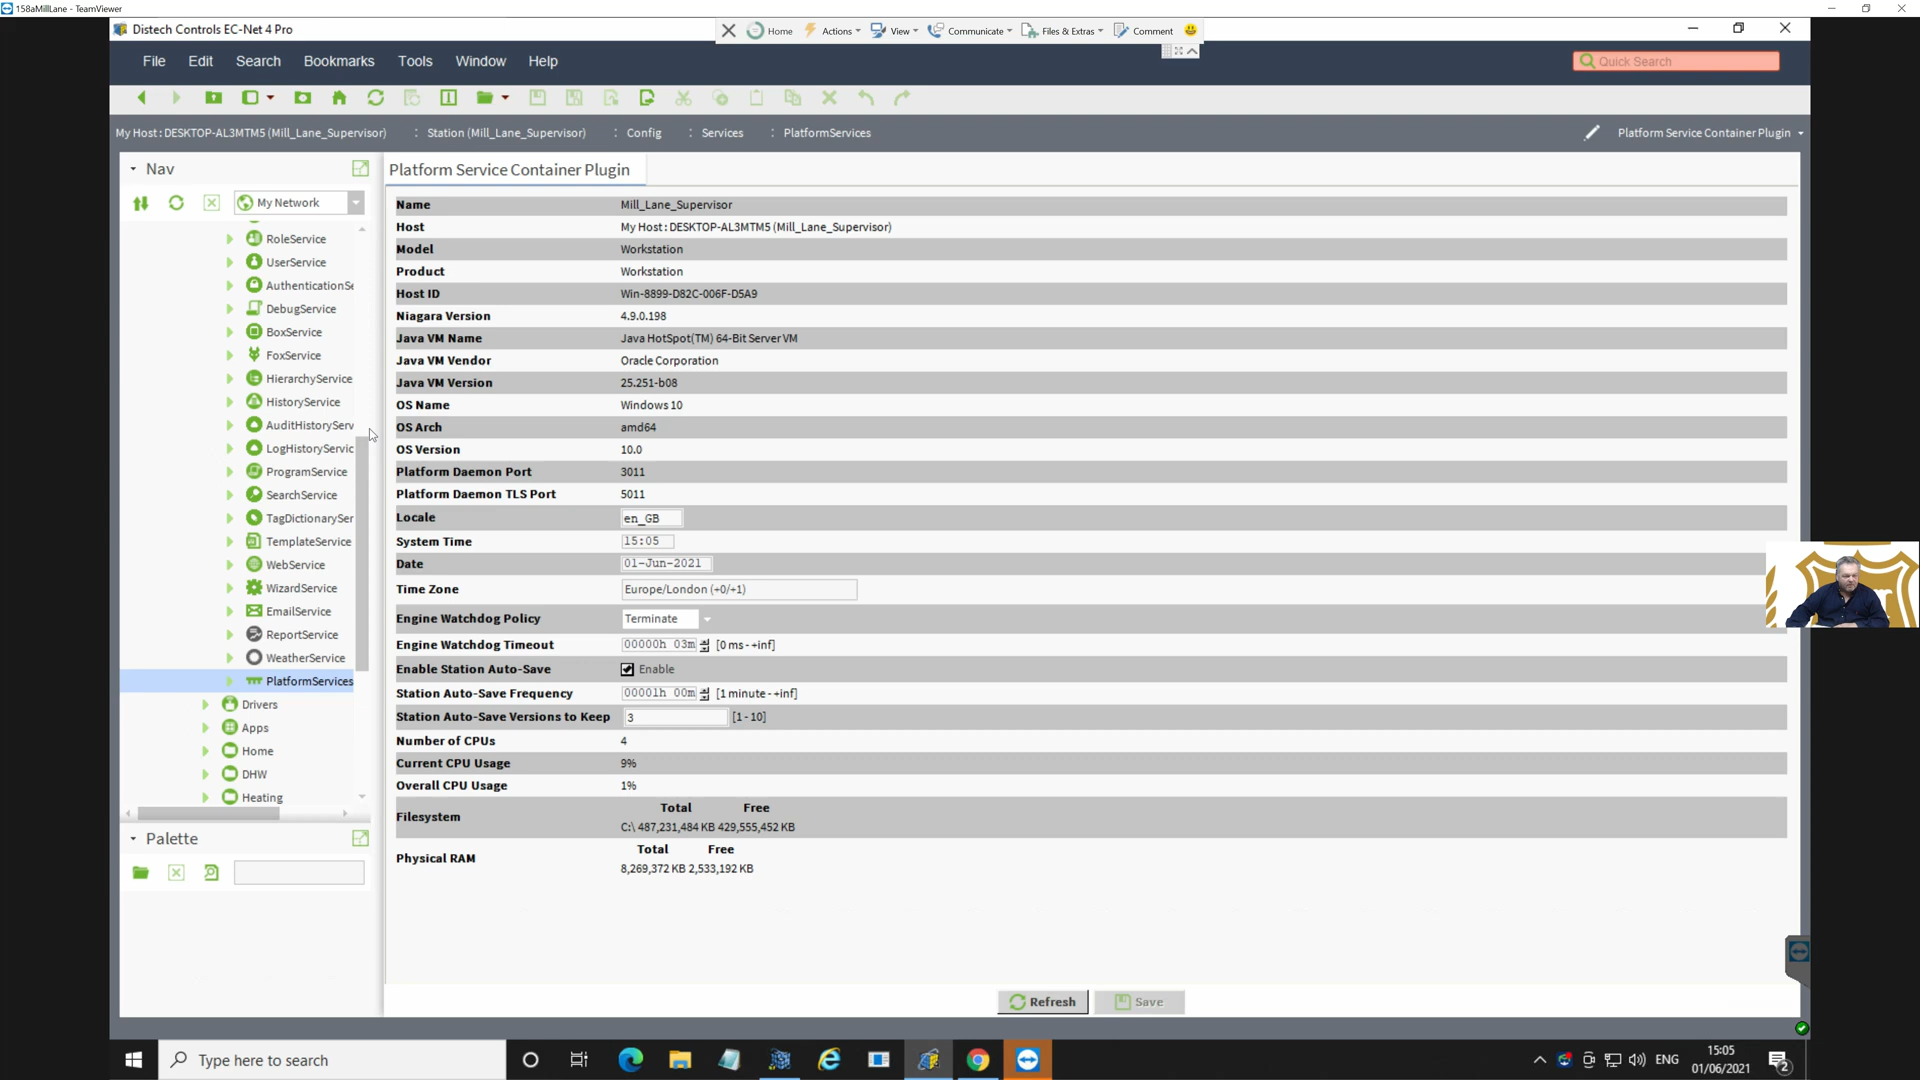 158aMillLane - TeamViewer
Distech Controls EC-Net 4 Pro
Home Actions View Communicate Files & Extras Comment
File Edit Search Bookmarks Tools Window Help
Quick Search
My Host : DESKTOP-AL3MTM5 (Mill_Lane_Supervisor) : Station (Mill_Lane_Supervisor) : Config : Services : PlatformServices
Platform Service Container Plugin
Nav
My Network
RoleService
UserService
AuthenticationSe
DebugService
BoxService
FoxService
HierarchyService
HistoryService
AuditHistoryServ
LogHistoryServic
ProgramService
SearchService
TagDictionarySer
TemplateService
WebService
WizardService
EmailService
ReportService
WeatherService
PlatformServices
Drivers
Apps
Home
DHW
Heating
Palette
Platform Service Container Plugin
Name Mill_Lane_Supervisor
Host My Host : DESKTOP-AL3MTM5 (Mill_Lane_Supervisor)
Model Workstation
Product Workstation
Host ID Win-8899-D82C-006F-D5A9
Niagara Version 4.9.0.198
Java VM Name Java HotSpot(TM) 64-Bit Server VM
Java VM Vendor Oracle Corporation
Java VM Version 25.251-b08
OS Name Windows 10
OS Arch amd64
OS Version 10.0
Platform Daemon Port 3011
Platform Daemon TLS Port 5011
Locale en_GB
System Time 15:05
Date 01-Jun-2021
Time Zone Europe/London (+0/+1)
Engine Watchdog Policy Terminate
Engine Watchdog Timeout 00000h 03m [0 ms - +inf]
Enable Station Auto-Save Enable
Station Auto-Save Frequency 00001h 00m [1 minute - +inf]
Station Auto-Save Versions to Keep 3 [1 - 10]
Number of CPUs 4
Current CPU Usage 9%
Overall CPU Usage 1%
Filesystem
Total Free
C:\ 487,231,484 KB 429,555,452 KB
Physical RAM
Total Free
8,269,372 KB 2,533,192 KB
Refresh Save
Type here to search
ENG
15:05
01/06/2021
2